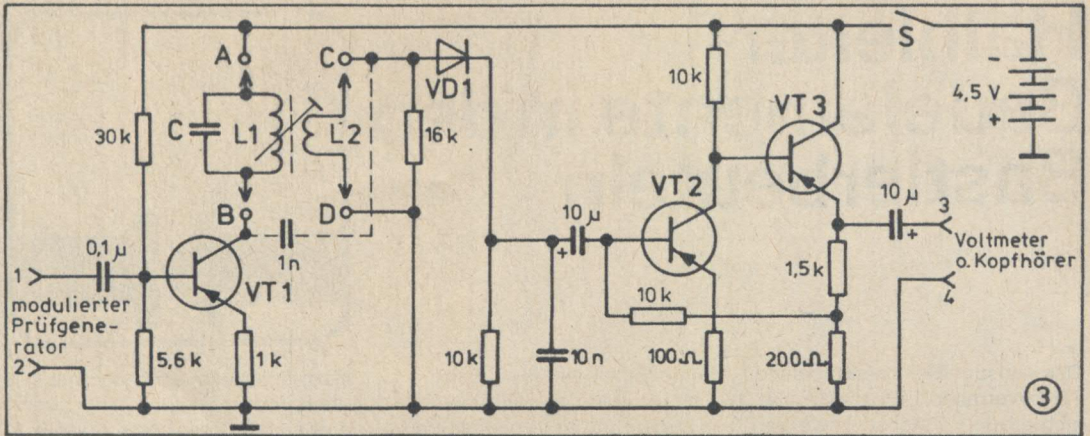 A
C
30k
C
L1
L2
B
D
VD1
16k
1n
0,1µ
1
modulierter
Prüfgene-
rator
2
VT1
5,6k
1k
10k
10n
10µ
+
10k
VT2
10k
100Ω
VT3
S
-
4,5 V
+
10µ
+
3
Voltmeter
o. Kopfhörer
4
1,5k
200Ω
3